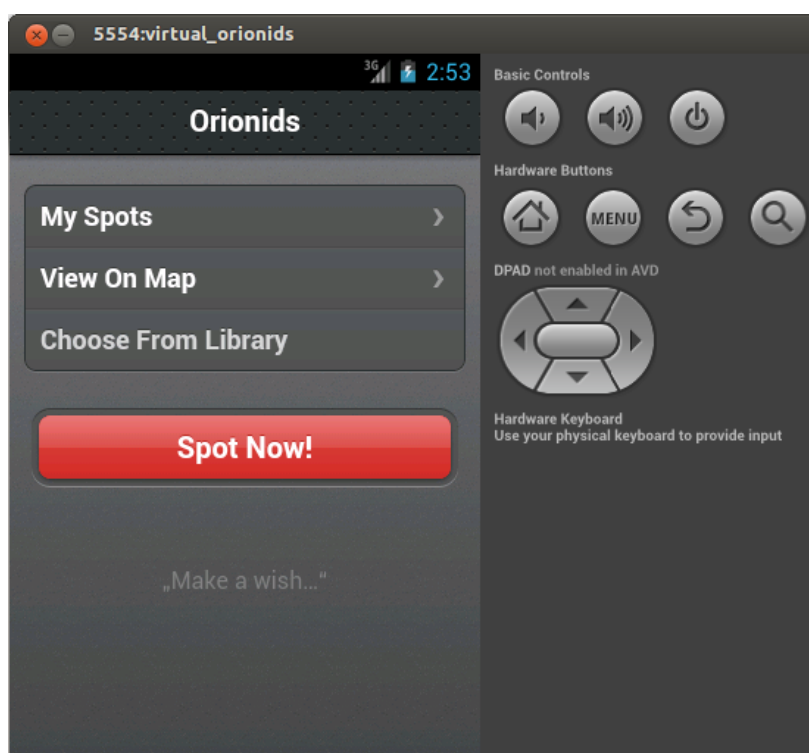 5554:virtual_orionids
3G 2:53
Orionids
My Spots
View On Map
Choose From Library
Spot Now!
„Make a wish…“
Basic Controls
Hardware Buttons
MENU
DPAD not enabled in AVD
Hardware Keyboard
Use your physical keyboard to provide input